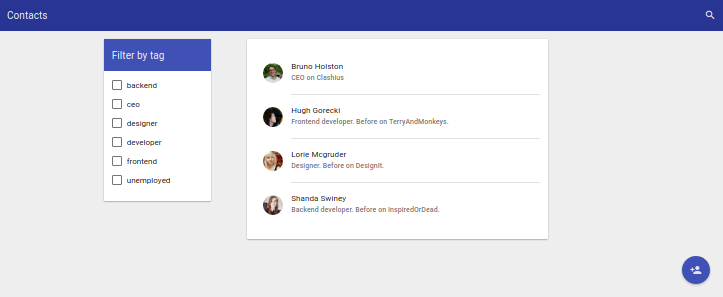 Contacts
Filter by tag
backend
ceo
designer
developer
frontend
unemployed
Bruno Holston
CEO on Clashius
Hugh Gorecki
Frontend developer. Before on TerryAndMonkeys.
Lorie Mcgruder
Designer. Before on DesignIt.
Shanda Swiney
Backend developer. Before on InspiredOrDead.